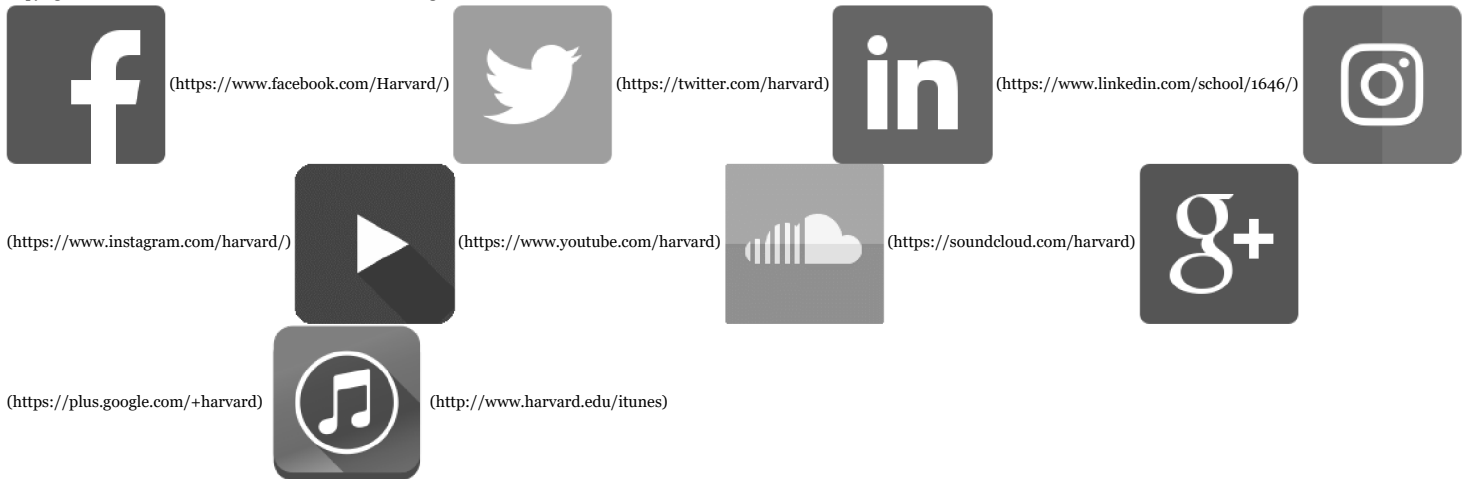 (https://www.facebook.com/Harvard/) (https://twitter.com/harvard) in (https://www.linkedin.com/school/1646/)
(https://www.instagram.com/harvard/) (https://www.youtube.com/harvard) (https://soundcloud.com/harvard) g+
(https://plus.google.com/+harvard) (http://www.harvard.edu/itunes)